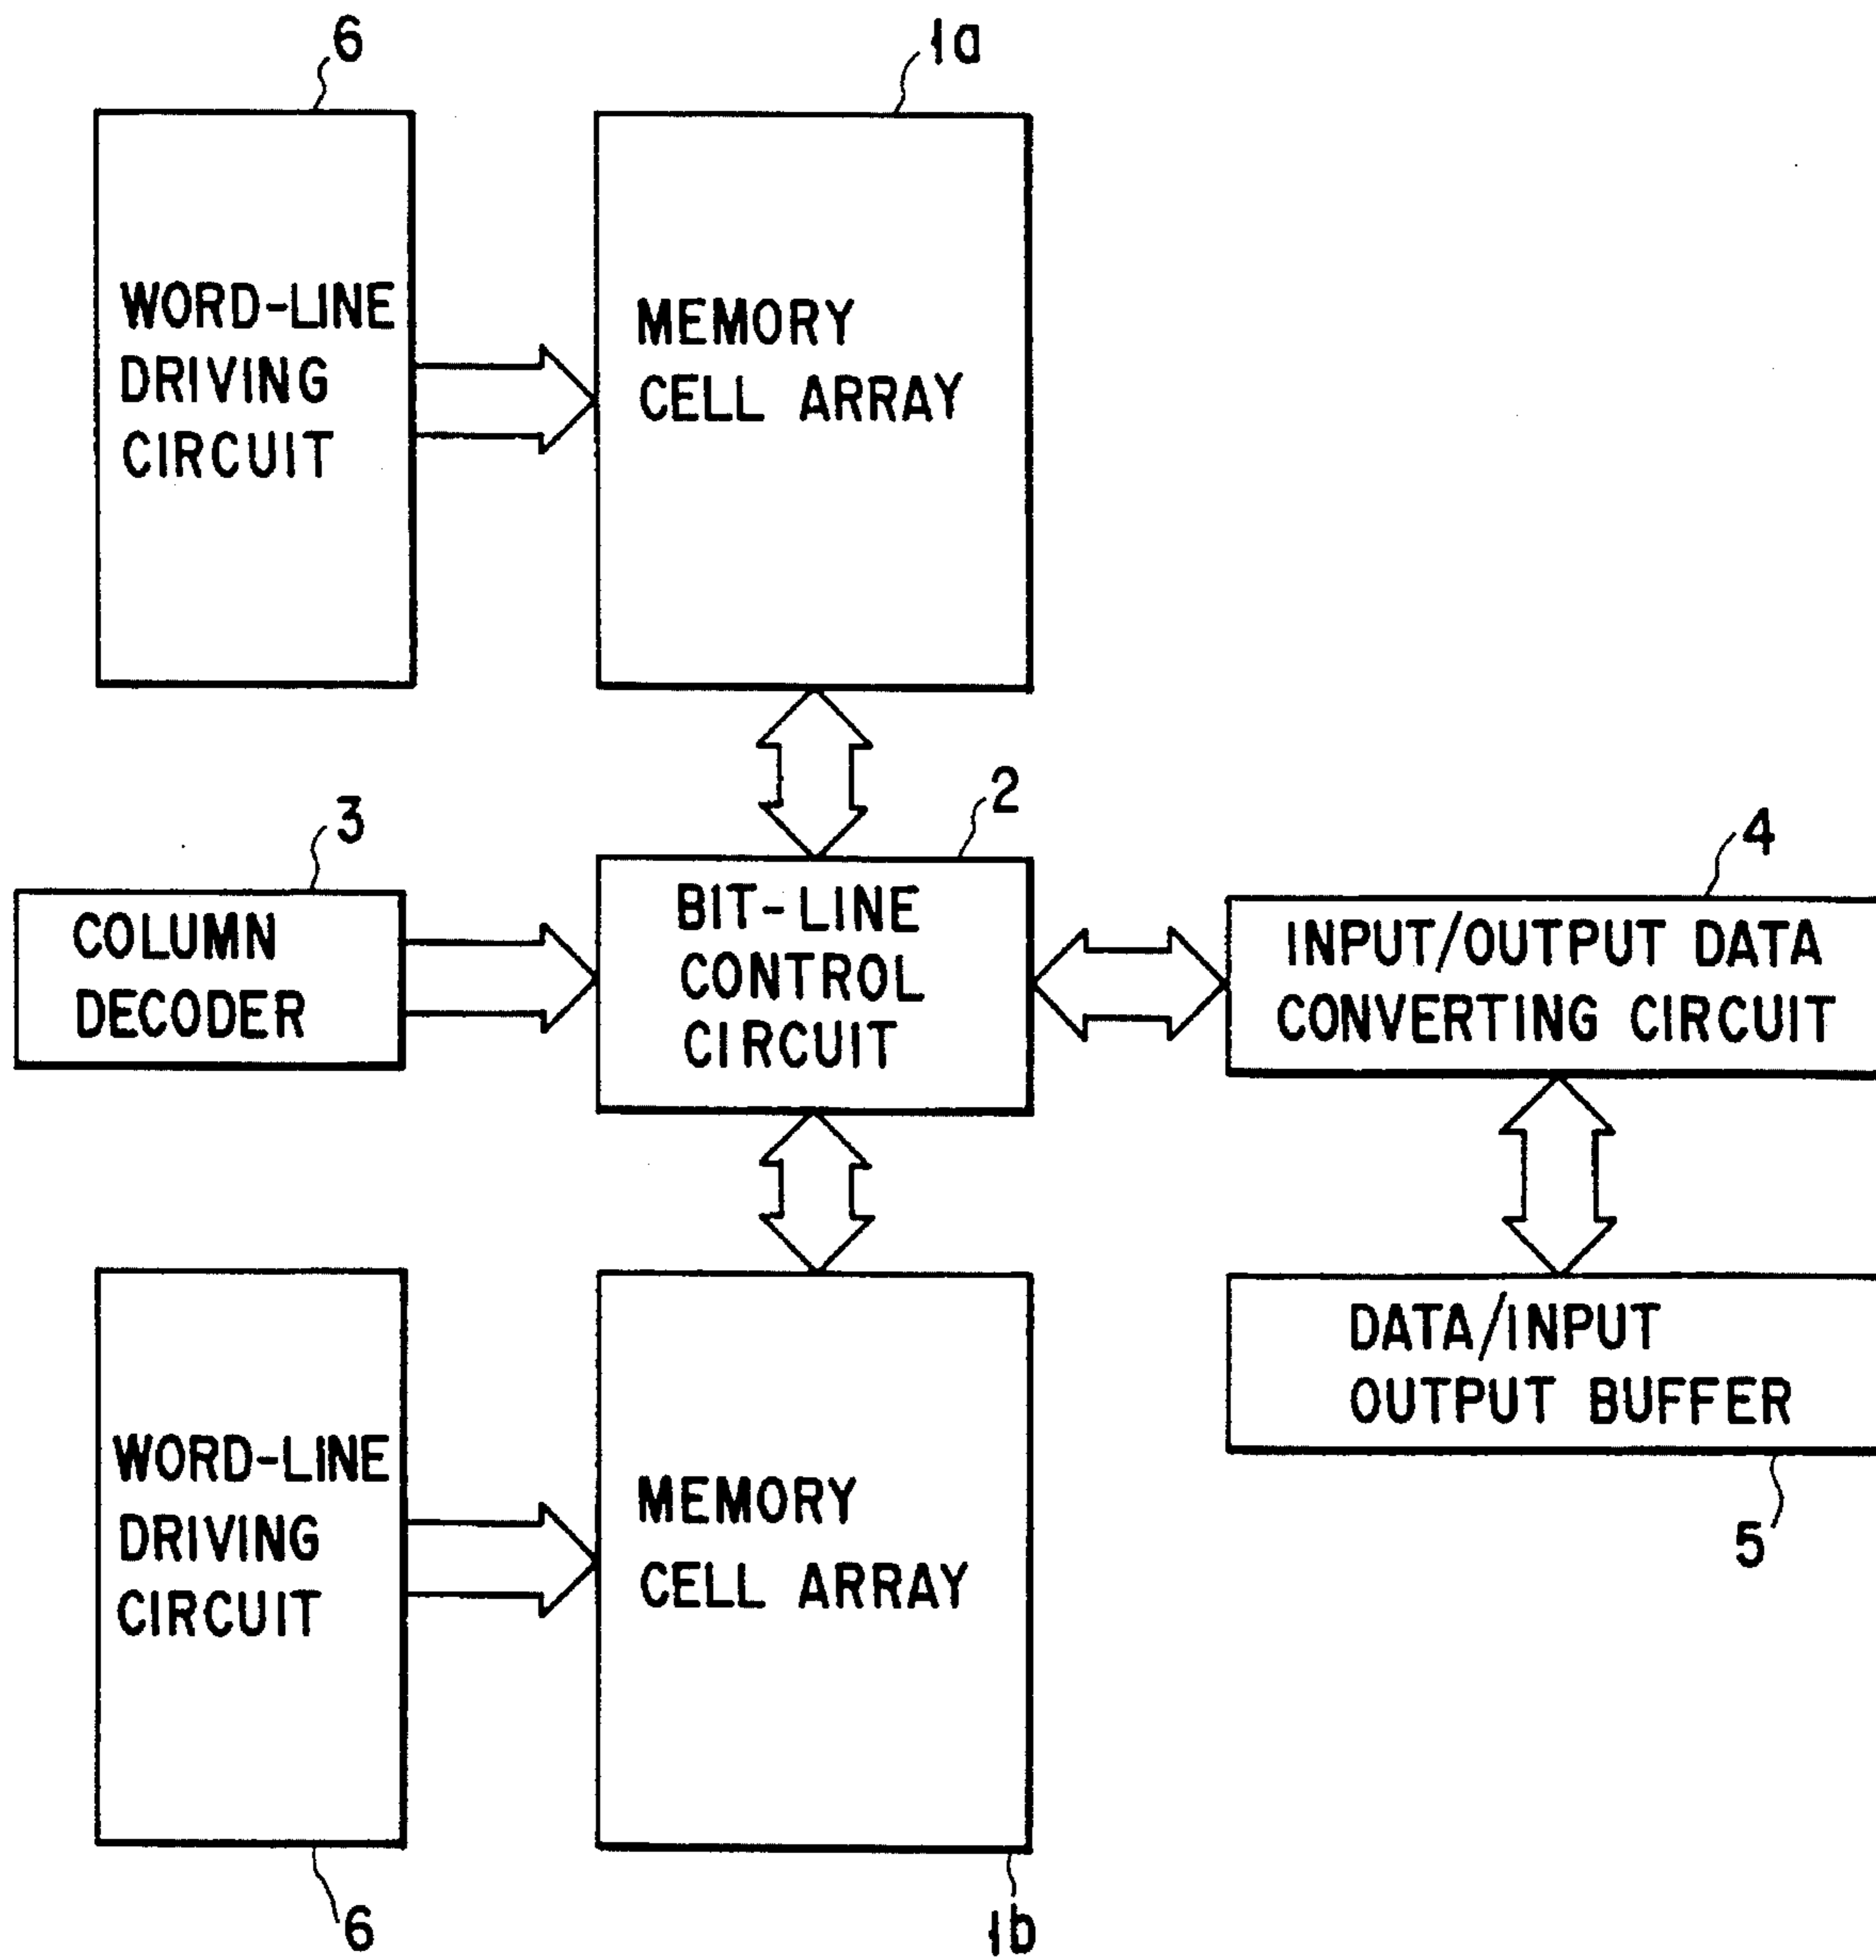 6
1a
WORD-LINE
DRIVING
CIRCUIT
MEMORY
CELL ARRAY
3
COLUMN
DECODER
2
BIT-LINE
CONTROL
CIRCUIT
4
INPUT/OUTPUT DATA
CONVERTING CIRCUIT
DATA/INPUT
OUTPUT BUFFER
5
WORD-LINE
DRIVING
CIRCUIT
6
MEMORY
CELL ARRAY
1b